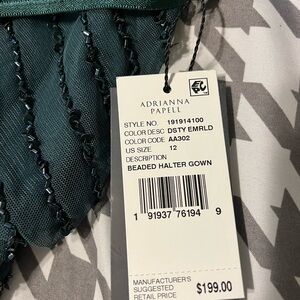 ADRIANNA
PAPELL
STYLE NO. 191914100
COLOR DESC DSTY EMRLD
COLOR CODE AA302
US SIZE 12
DESCRIPTION
BEADED HALTER GOWN
1 91937 76194 9
MANUFACTURER'S
SUGGESTED
RETAIL PRICE $199.00